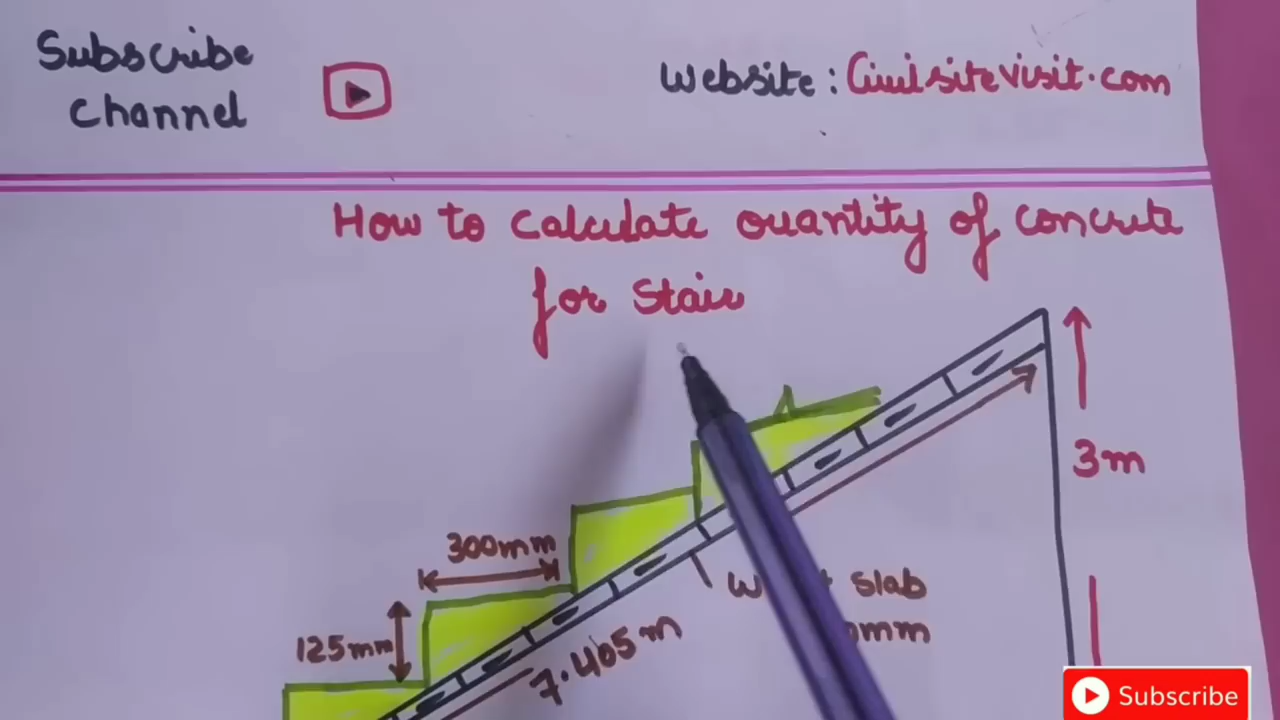 Subscribe
Channel
Website : Civilsitevisit.com
How to calculate quantity of concrete
for Stair
3m
300mm
125mm
7.405m
slab
Subscribe